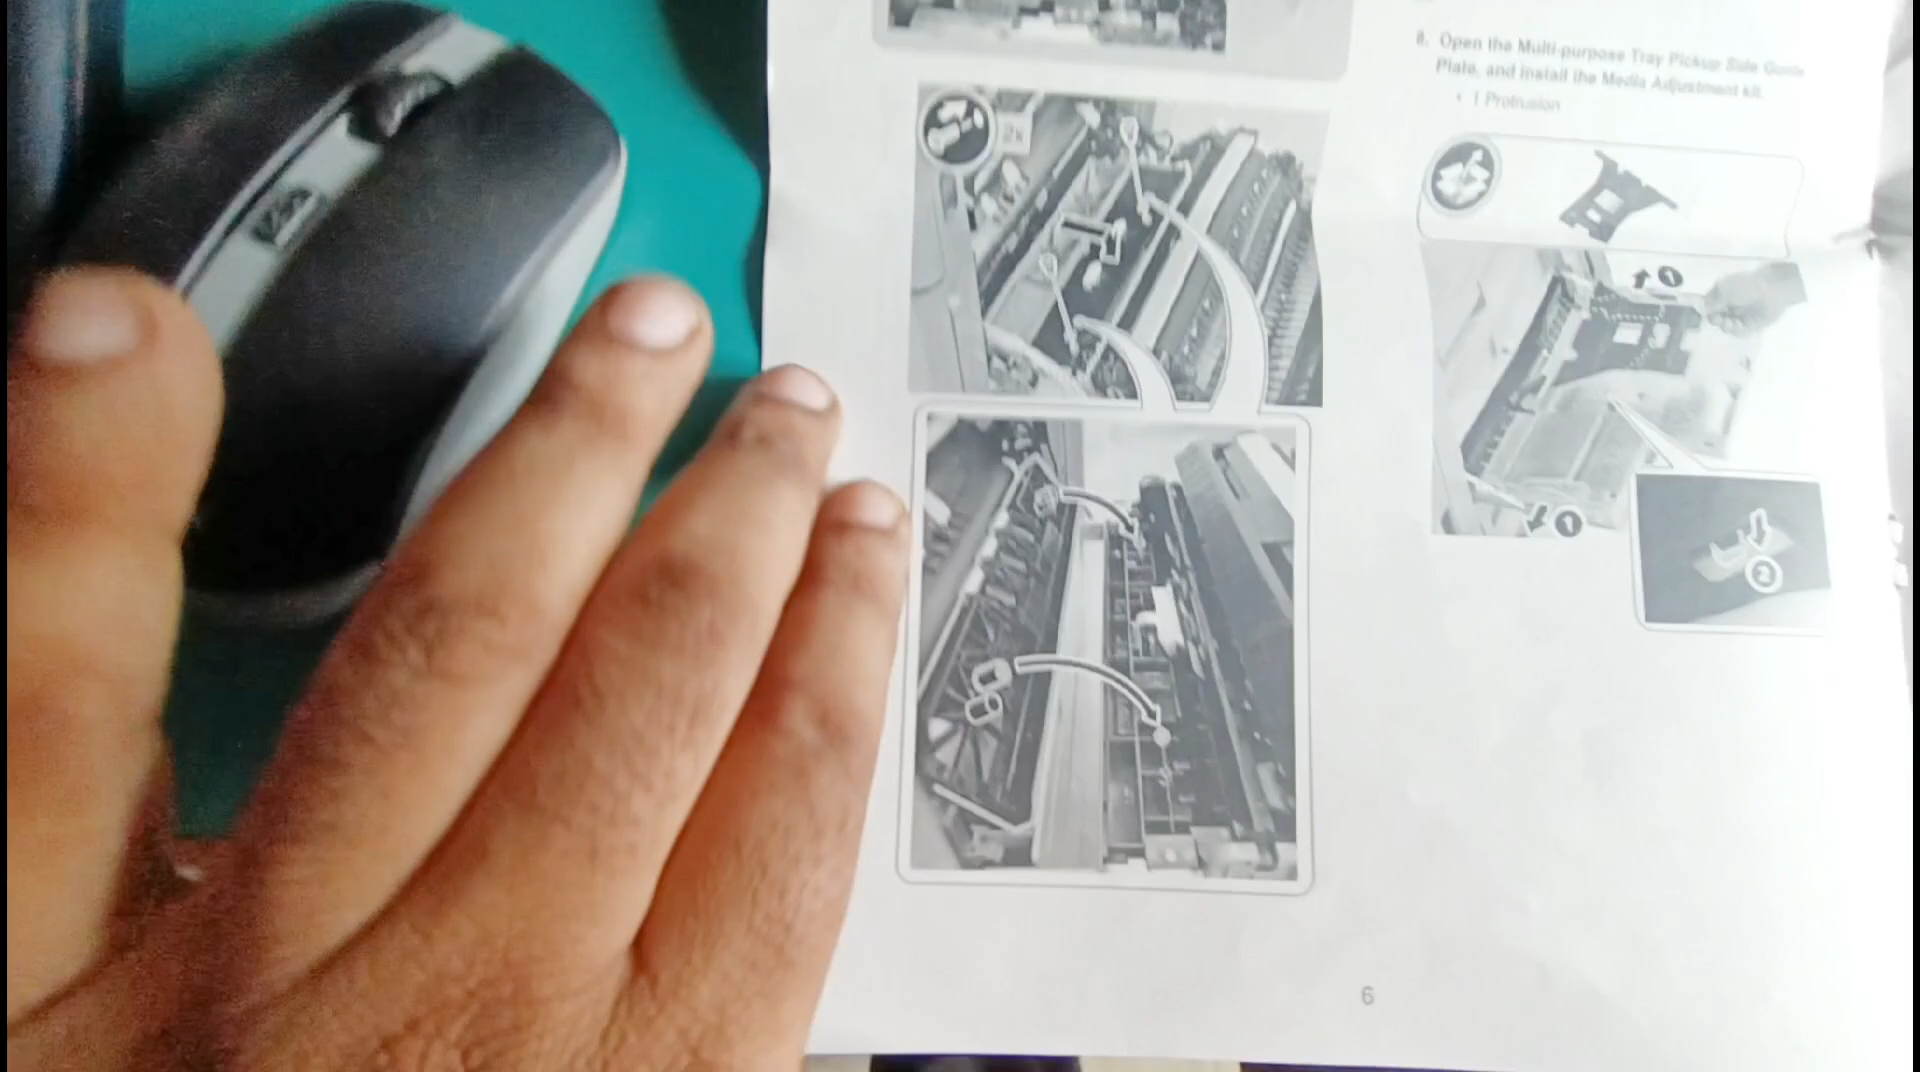 2x
6
8. Open the Multi-purpose Tray Pickup Side Guide
Plate, and install the Media Adjustment kit.
• 1 Protrusion
1
1
2